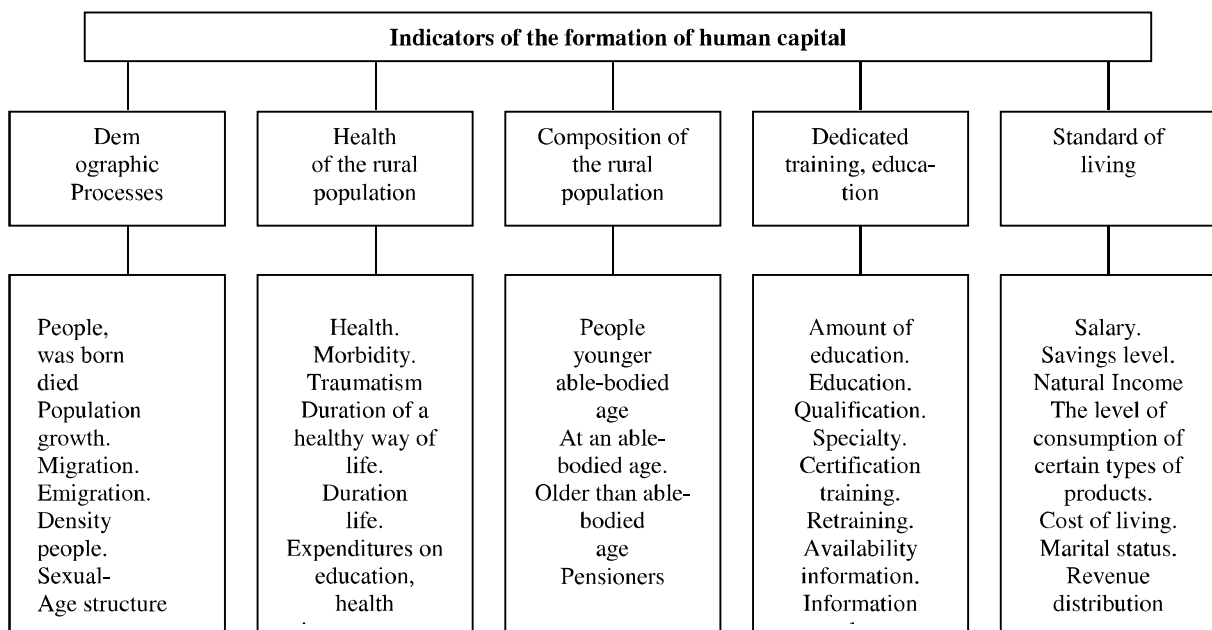 Indicators of the formation of human capital
Dem
ographic
Processes
Health
of the rural
population
Composition of
the rural
population
Dedicated
training, educa-
tion
Standard of
living
People,
was born
died
Population
growth.
Migration.
Emigration.
Density
people.
Sexual-
Age structure
Health.
Morbidity.
Traumatism
Duration of a
healthy way of
life.
Duration
life.
Expenditures on
education,
health
People
younger
able-bodied
age
At an able-
bodied age.
Older than able-
bodied
age
Pensioners
Amount of
education.
Education.
Qualification.
Specialty.
Certification
training.
Retraining.
Availability
information.
Information
Salary.
Savings level.
Natural Income
The level of
consumption of
certain types of
products.
Cost of living.
Marital status.
Revenue
distribution